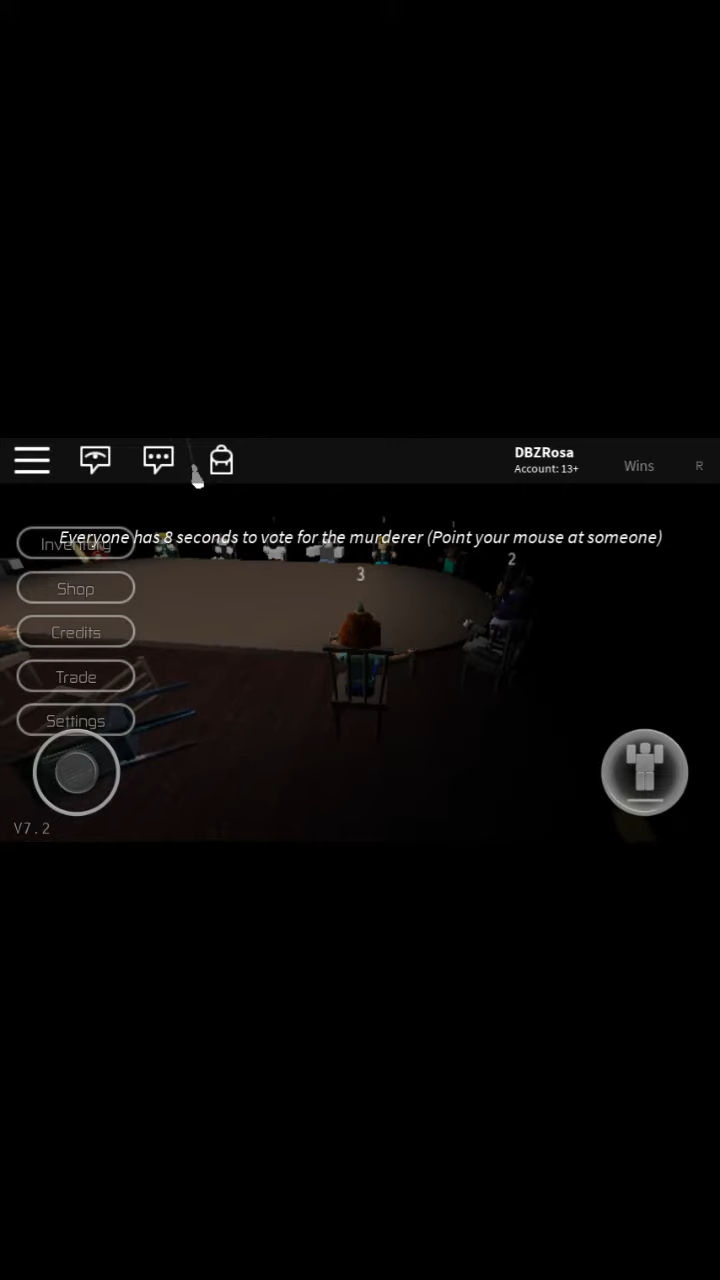 DBZRosa
Account: 13+
Wins
R
Everyone has 8 seconds to vote for the murderer (Point your mouse at someone)
Inventory
2
3
Shop
Credits
Trade
Settings
V7.2